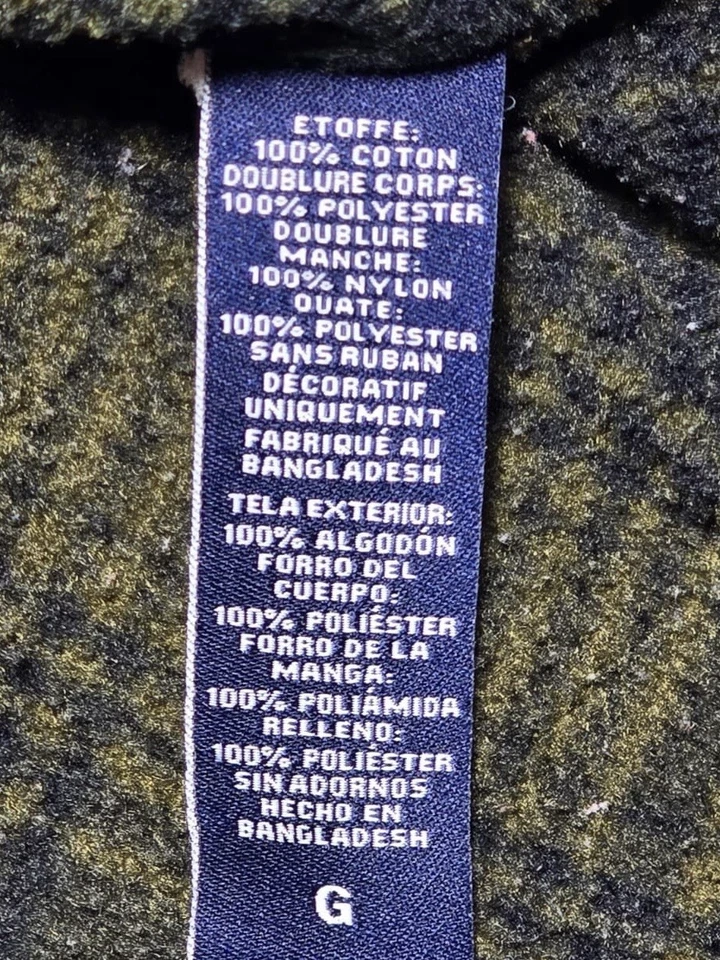 ETOFFE:
100% COTON
DOUBLURE CORPS:
100% POLYESTER
DOUBLURE
MANCHE:
100% NYLON
OUATE:
100% POLYESTER
SANS RUBAN
DÉCORATIF
UNIQUEMENT
FABRIQUÉ AU
BANGLADESH
TELA EXTERIOR:
100% ALGODÓN
FORRO DEL
CUERPO:
100% POLIÉSTER
FORRO DE LA
MANGA:
100% POLIÁMIDA
RELLENO:
100% POLIÉSTER
SIN ADORNOS
HECHO EN
BANGLADESH
G